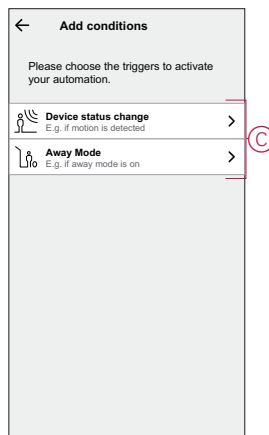 Add conditions
Please choose the triggers to activate
your automation.
Device status change
E.g. if motion is detected
C
Away Mode
E.g. if away mode is on